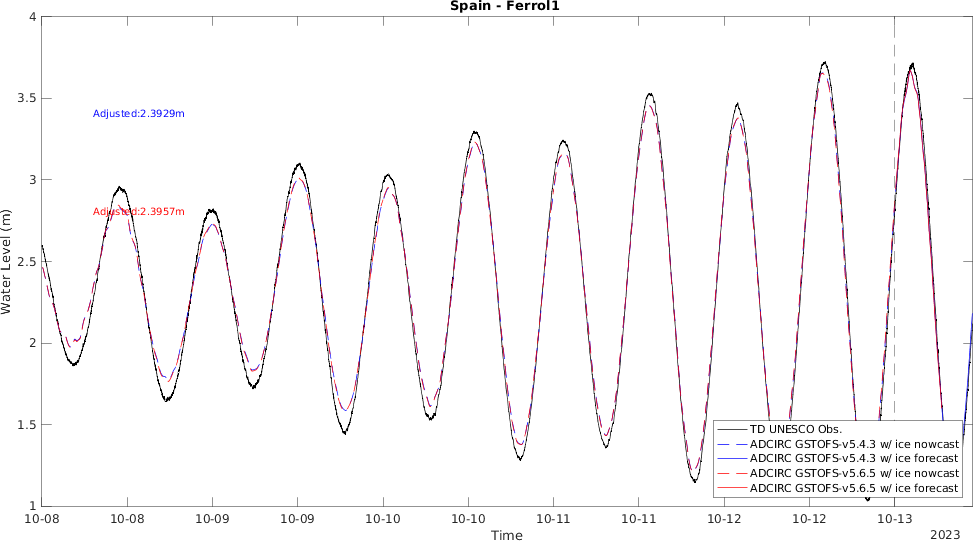 Spain - Ferrol1
4
3.5
3
2.5
2
1.5
1
Water Level (m)
Adjusted:2.3929m
Adjusted:2.3957m
TD UNESCO Obs.
ADCIRC GSTOFS-v5.4.3 w/ ice nowcast
ADCIRC GSTOFS-v5.4.3 w/ ice forecast
ADCIRC GSTOFS-v5.6.5 w/ ice nowcast
ADCIRC GSTOFS-v5.6.5 w/ ice forecast
10-08 10-08 10-09 10-09 10-10 10-10 10-11 10-11 10-12 10-12 10-13
Time
2023